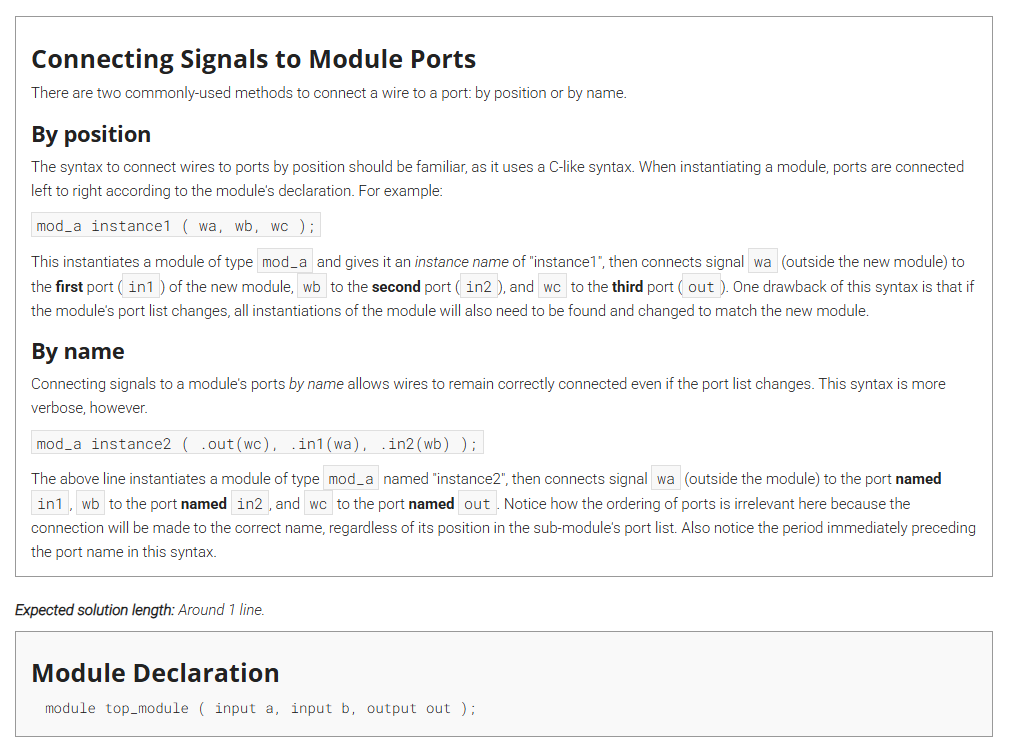 Connecting Signals to Module Ports
There are two commonly-used methods to connect a wire to a port: by position or by name.
By position
The syntax to connect wires to ports by position should be familiar, as it uses a C-like syntax. When instantiating a module, ports are connected
left to right according to the module's declaration. For example:
mod_a instance1 ( wa, wb, wc );
This instantiates a module of type mod_a and gives it an instance name of "instance1", then connects signal wa (outside the new module) to
the first port ( in1 ) of the new module, wb to the second port ( in2 ), and wc to the third port ( out ). One drawback of this syntax is that if
the module's port list changes, all instantiations of the module will also need to be found and changed to match the new module.
By name
Connecting signals to a module's ports by name allows wires to remain correctly connected even if the port list changes. This syntax is more
verbose, however.
mod_a instance2 ( .out(wc), .in1(wa), .in2(wb) );
The above line instantiates a module of type mod_a named "instance2", then connects signal wa (outside the module) to the port named
in1 , wb to the port named in2 , and wc to the port named out . Notice how the ordering of ports is irrelevant here because the
connection will be made to the correct name, regardless of its position in the sub-module's port list. Also notice the period immediately preceding
the port name in this syntax.
Expected solution length: Around 1 line.
Module Declaration
module top_module ( input a, input b, output out );